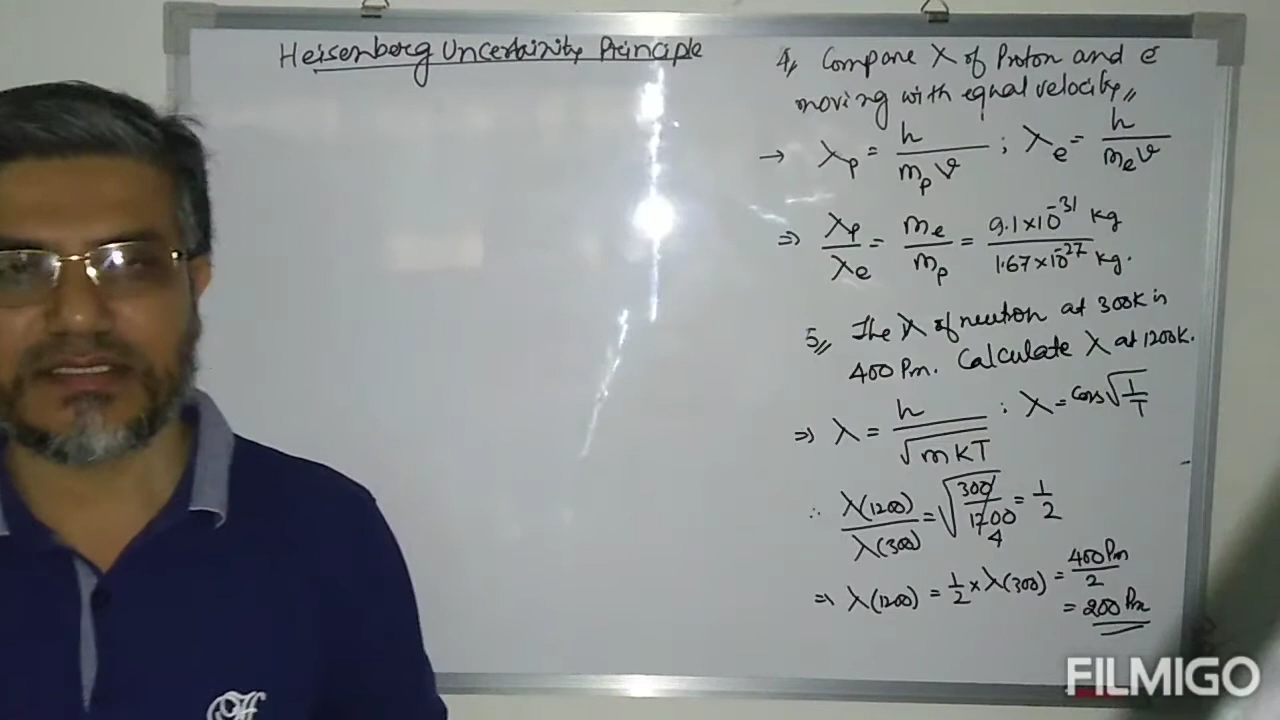 Heisenberg Uncertainity Principle
4,, Compare λ of Proton and e
moving with equal velocity,,
→ λp = h / mpv ; λe = h / mev
⇒ λp / λe = me / mp = 9.1×10^-31 kg / 1.67×10^-27 kg.
5,, The λ of neutron at 300K is
400 Pm. Calculate λ at 1200K.
⇒ λ = h / √mKT ; λ = cons √1/T
∴ λ(1200) / λ(300) = √300 / 1200 = 1/2
4
⇒ λ(1200) = 1/2 × λ(300) = 400 Pm / 2
= 200 Pm
FILMIGO